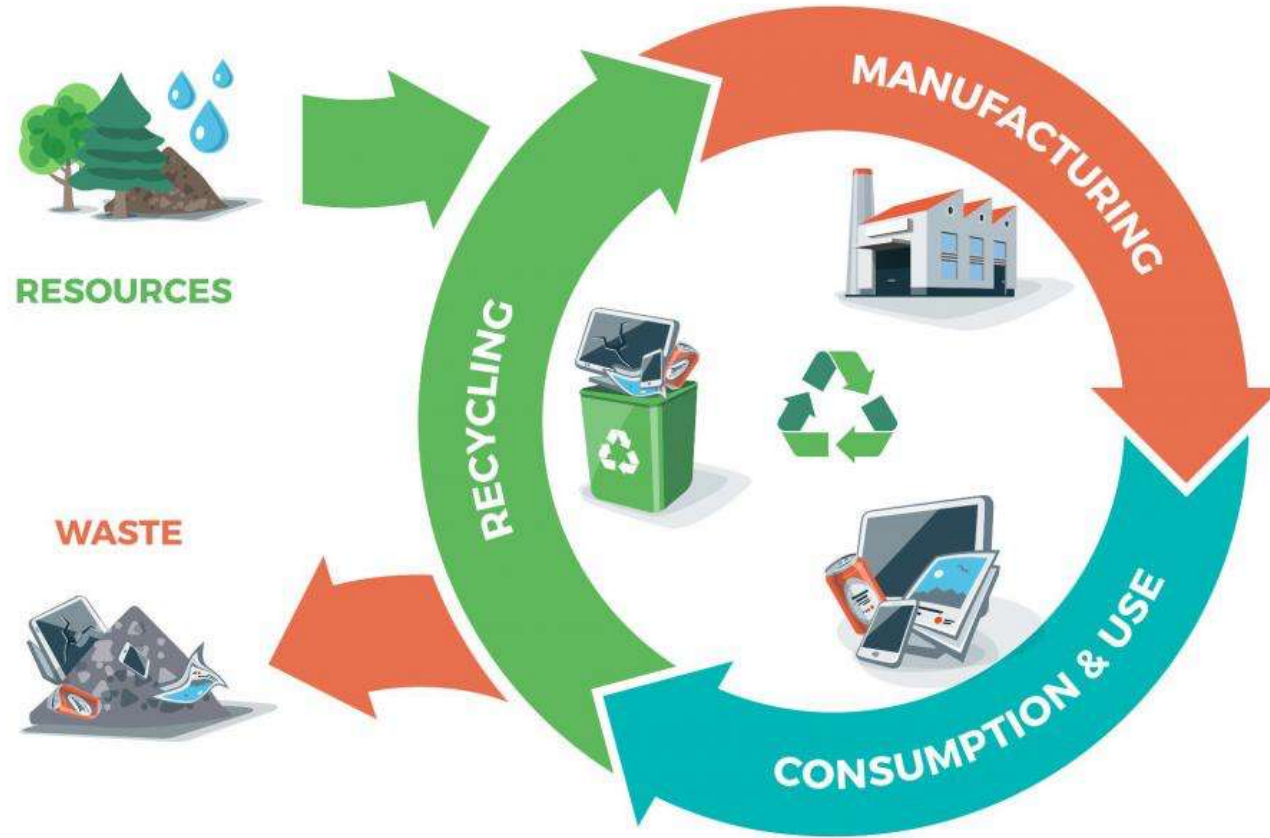 RESOURCES
WASTE
RECYCLING
MANUFACTURING
CONSUMPTION & USE